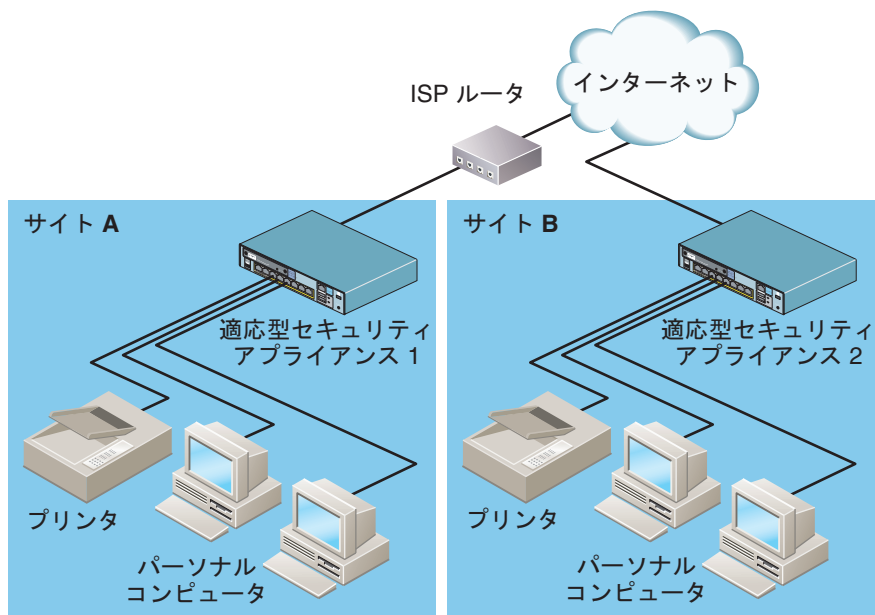 インターネット
ISP ルータ
サイト A
適応型セキュリティ
アプライアンス 1
プリンタ
パーソナル
コンピュータ
サイト B
適応型セキュリティ
アプライアンス 2
プリンタ
パーソナル
コンピュータ